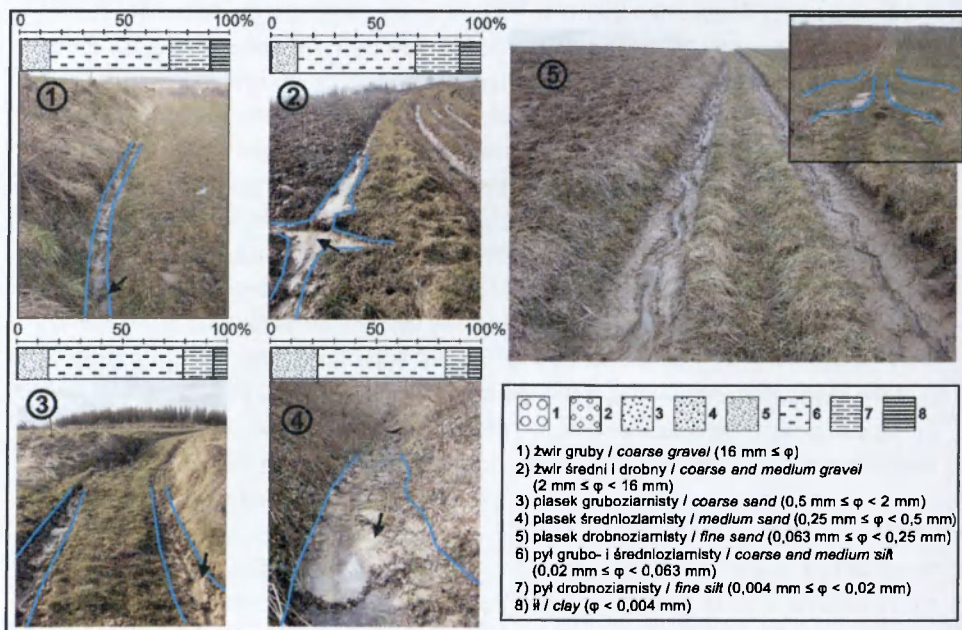 0 50 100%
0 50 100%
1
2
5
0 50 100%
0 50 100%
3
4
1 2 3 4 5 6 7 8
1) żwir gruby / coarse gravel (16 mm ≤ φ)
2) żwir średni i drobny / coarse and medium gravel
(2 mm ≤ φ < 16 mm)
3) piasek gruboziarnisty / coarse sand (0,5 mm ≤ φ < 2 mm)
4) piasek średnioziarnisty / medium sand (0,25 mm ≤ φ < 0,5 mm)
5) piasek drobnoziarnisty / fine sand (0,063 mm ≤ φ < 0,25 mm)
6) pył grubo- i średnioziarnisty / coarse and medium silt
(0,02 mm ≤ φ < 0,063 mm)
7) pył drobnoziarnisty / fine silt (0,004 mm ≤ φ < 0,02 mm)
8) ił / clay (φ < 0,004 mm)